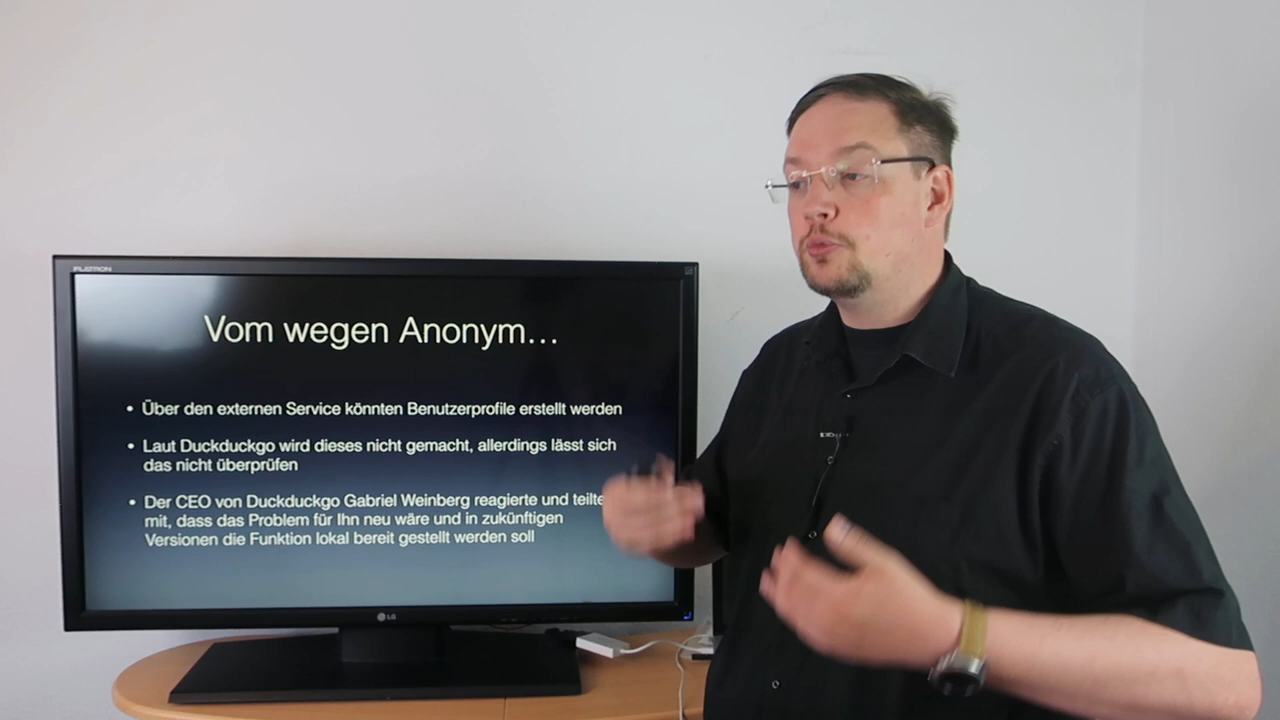 FLATRON
Vom wegen Anonym...
• Über den externen Service könnten Benutzerprofile erstellt werden
• Laut Duckduckgo wird dieses nicht gemacht, allerdings lässt sich
das nicht überprüfen
• Der CEO von Duckduckgo Gabriel Weinberg reagierte und teilte
mit, dass das Problem für Ihn neu wäre und in zukünftigen
Versionen die Funktion lokal bereit gestellt werden soll
LG